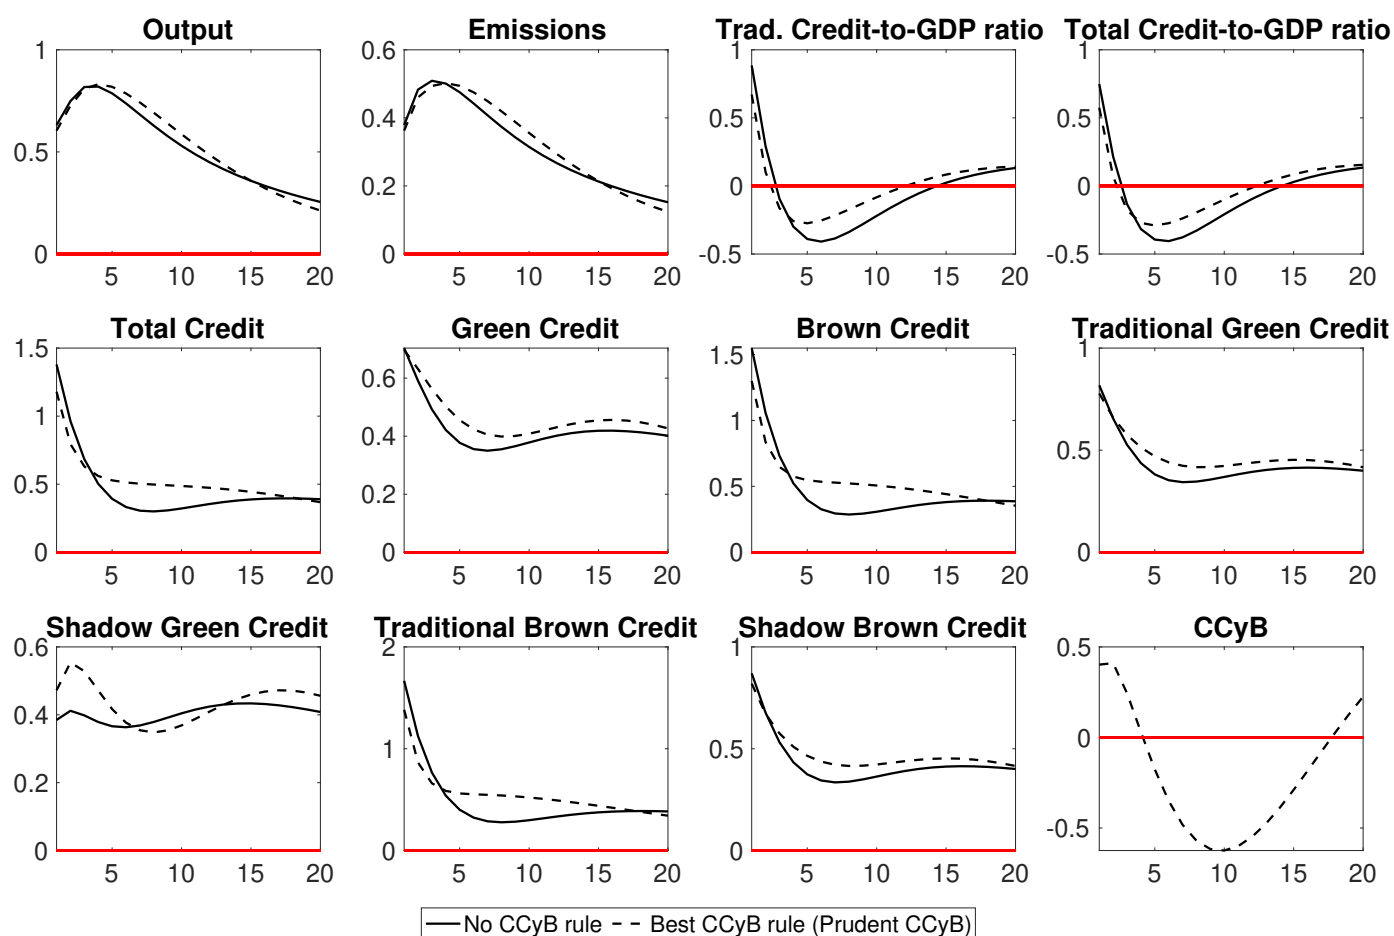 Output
Emissions
Trad. Credit-to-GDP ratio
Total Credit-to-GDP ratio
1
0.5
0
5 10 15 20
0.6
0.4
0.2
0
5 10 15 20
1
0.5
0
-0.5
5 10 15 20
1
0.5
0
-0.5
5 10 15 20
Total Credit
Green Credit
Brown Credit
Traditional Green Credit
1.5
1
0.5
0
5 10 15 20
0.6
0.4
0.2
0
5 10 15 20
1.5
1
0.5
0
5 10 15 20
1
0.5
0
5 10 15 20
Shadow Green Credit
Traditional Brown Credit
Shadow Brown Credit
CCyB
0.6
0.4
0.2
0
5 10 15 20
2
1
0
5 10 15 20
1
0.5
0
5 10 15 20
0.5
0
-0.5
5 10 15 20
No CCyB rule
Best CCyB rule (Prudent CCyB)